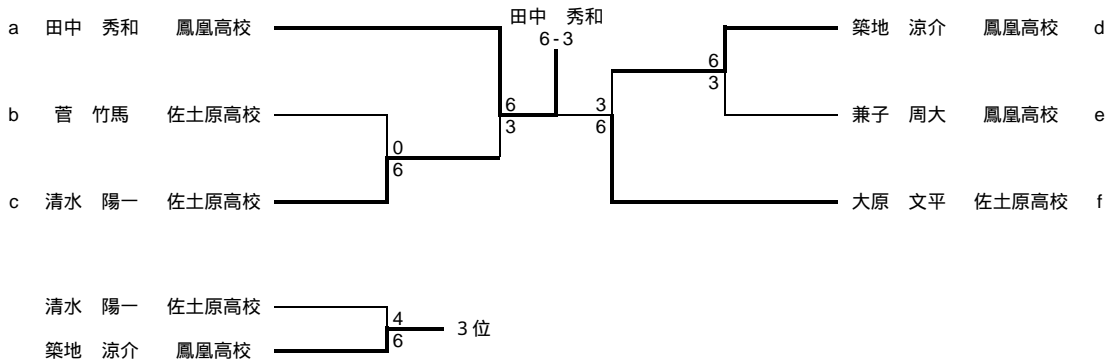 田中 秀和
a 田中 秀和 鳳凰高校 築地 涼介 鳳凰高校 d
6-3
6
3
6 3
b 菅 竹馬 佐土原高校 兼子 周大 鳳凰高校 e
3 6
0
6
c 清水 陽一 佐土原高校 大原 文平 佐土原高校 f
清水 陽一 佐土原高校
4
3位
6
築地 涼介 鳳凰高校